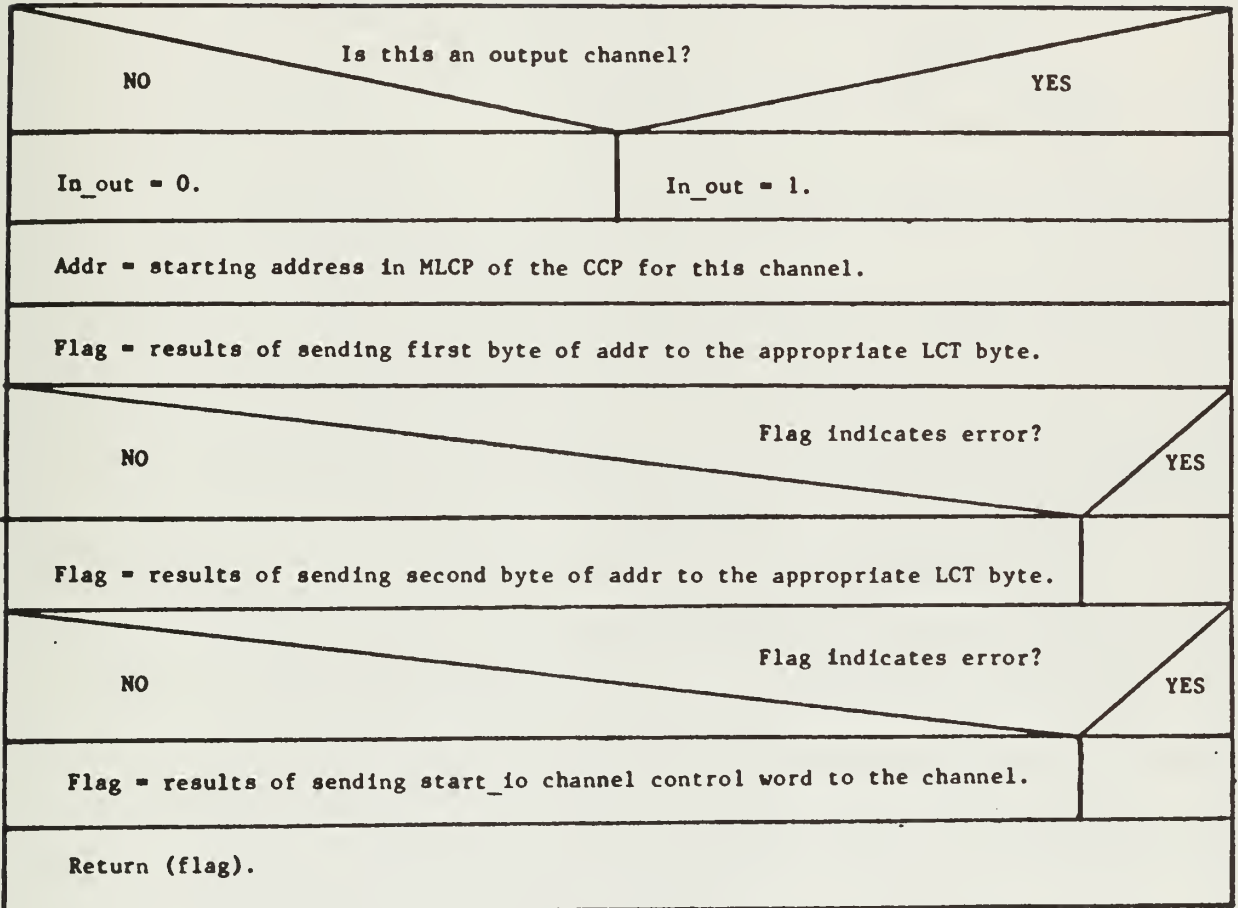 Is this an output channel?
NO
YES
In_out = 0.
In_out = 1.
Addr = starting address in MLCP of the CCP for this channel.
Flag = results of sending first byte of addr to the appropriate LCT byte.
Flag indicates error?
NO
YES
Flag = results of sending second byte of addr to the appropriate LCT byte.
Flag indicates error?
NO
YES
Flag = results of sending start_io channel control word to the channel.
Return (flag).